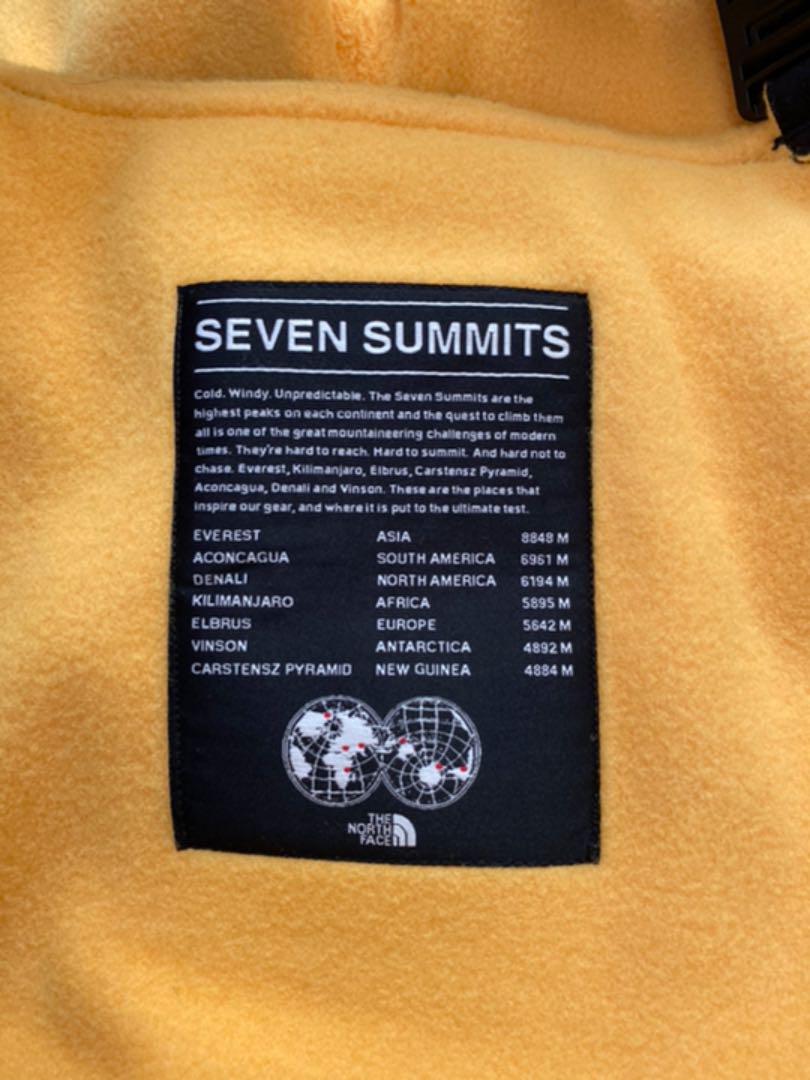 SEVEN SUMMITS
Cold. Windy. Unpredictable. The Seven Summits are the
highest peaks on each continent and the quest to climb them
all is one of the great mountaineering challenges of modern
times. They're hard to reach. Hard to summit. And hard not to
chase. Everest, Kilimanjaro, Elbrus, Carstensz Pyramid,
Aconcagua, Denali and Vinson. These are the places that
inspire our gear, and where it is put to the ultimate test.
EVEREST ASIA 8848 M
ACONCAGUA SOUTH AMERICA 6961 M
DENALI NORTH AMERICA 6194 M
KILIMANJARO AFRICA 5895 M
ELBRUS EUROPE 5642 M
VINSON ANTARCTICA 4892 M
CARSTENSZ PYRAMID NEW GUINEA 4884 M
THE
NORTH
FACE